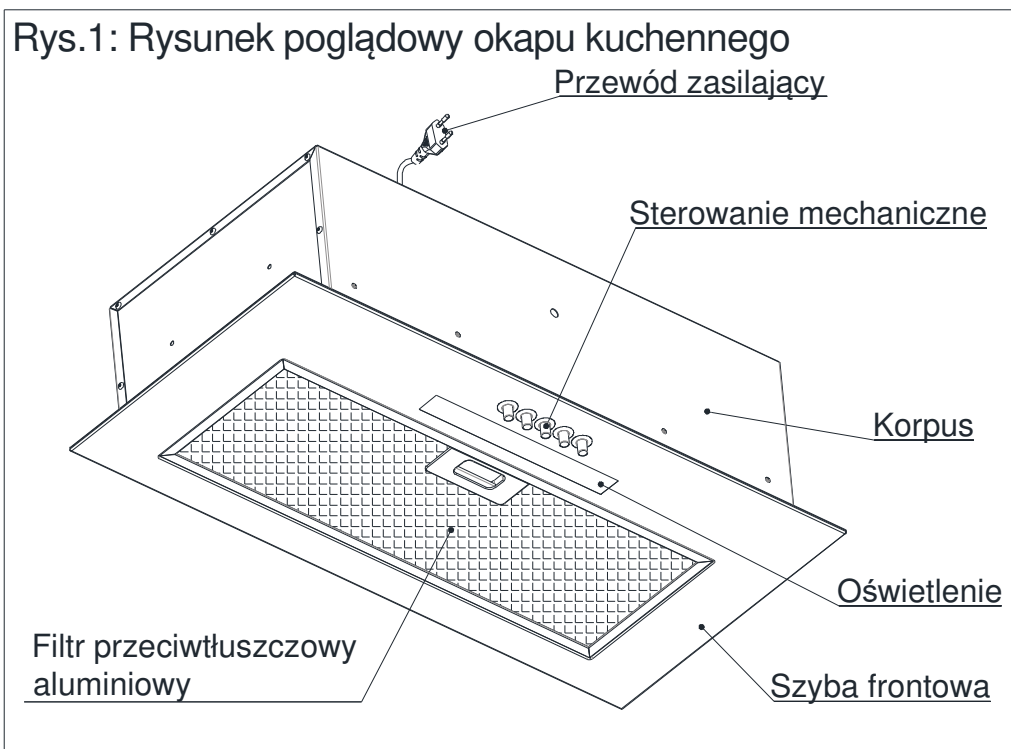 Rys.1: Rysunek poglądowy okapu kuchennego
Przewód zasilający
Sterowanie mechaniczne
Korpus
Oświetlenie
Filtr przeciwtłuszczowy
aluminiowy
Szyba frontowa